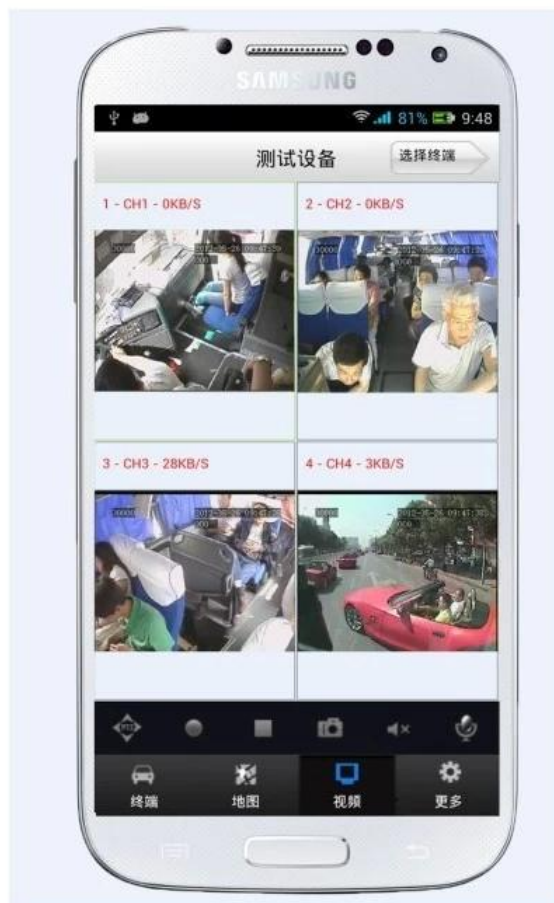 SAMSUNG
81% 9:48
测试设备
选择终端
1 - CH1 - 0KB/S
2 - CH2 - 0KB/S
3 - CH3 - 28KB/S
4 - CH4 - 3KB/S
PTZ
终端
地图
视频
更多